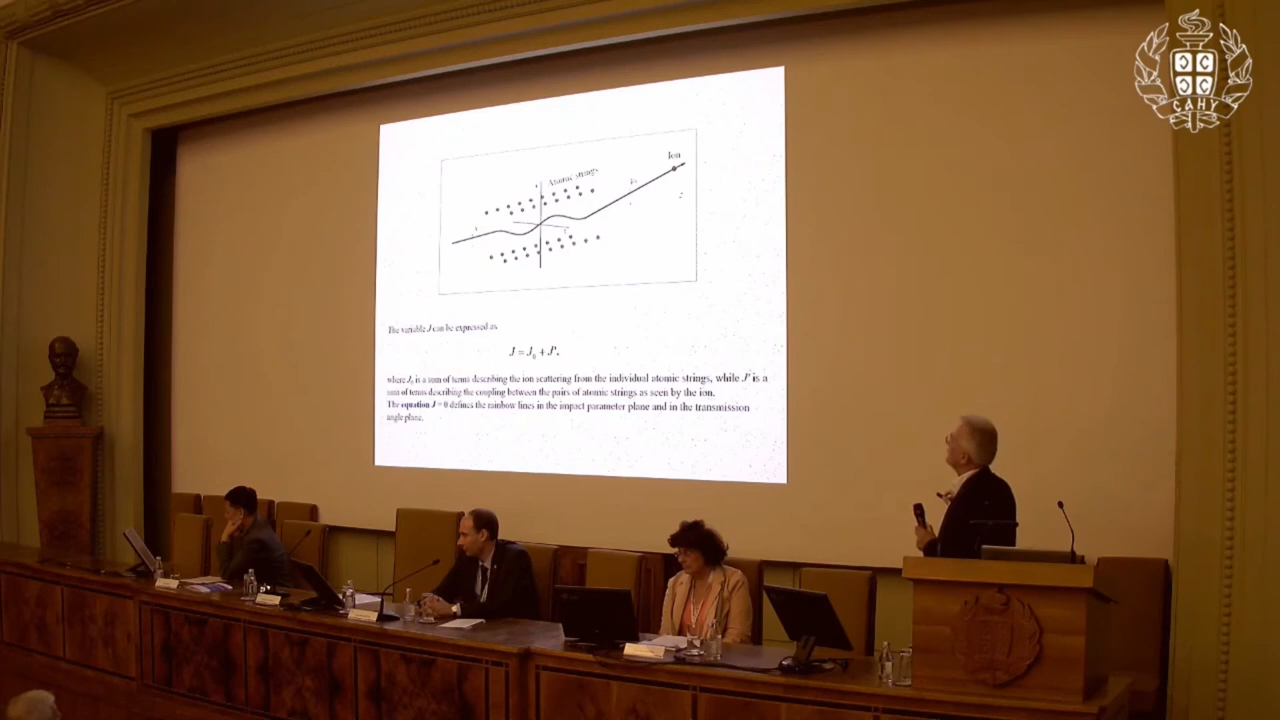 Ion
Atomic strings
The variable J can be expressed as
J = J₀ + J'.
where J₀ is a sum of terms describing the ion scattering from the individual atomic strings, while J' is a
sum of terms describing the coupling between the pairs of atomic strings as seen by the ion.
The equation J = 0 defines the rainbow lines in the impact parameter plane and in the transmission
angle plane.
САНУ